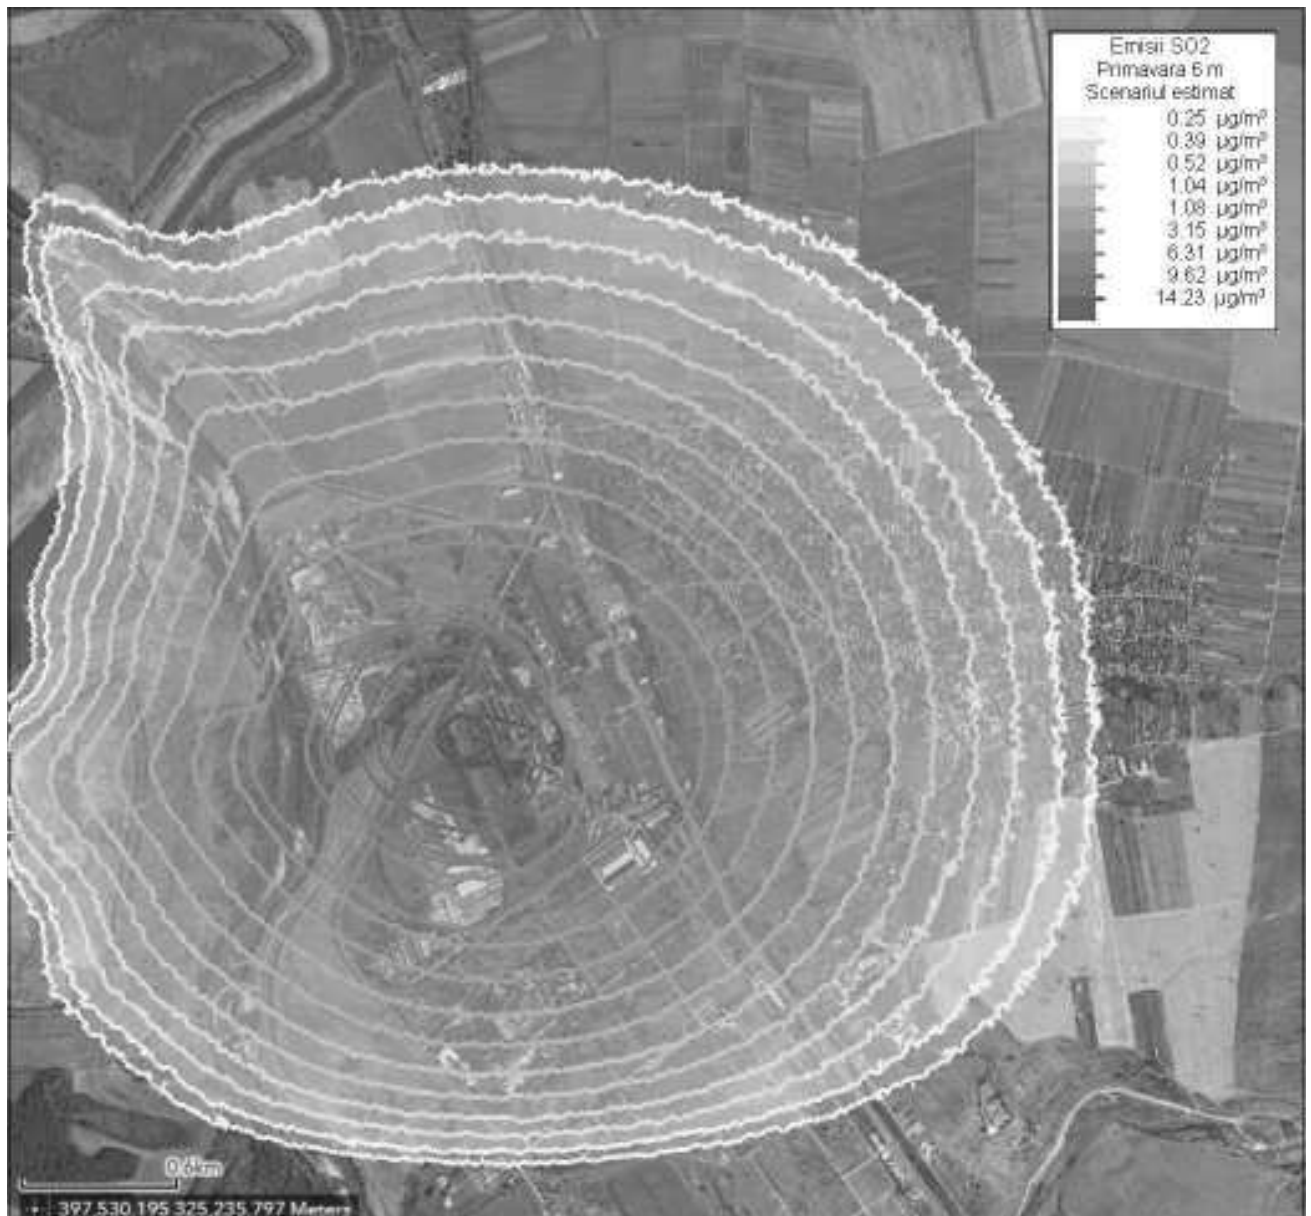 Emisii SO2
Primavara 6 m
Scenariul estimat
0.25 µg/m³
0.39 µg/m³
0.52 µg/m³
1.04 µg/m³
1.08 µg/m³
3.15 µg/m³
6.31 µg/m³
9.62 µg/m³
14.23 µg/m³
0.6km
397,530.195 325,235.797 Meters